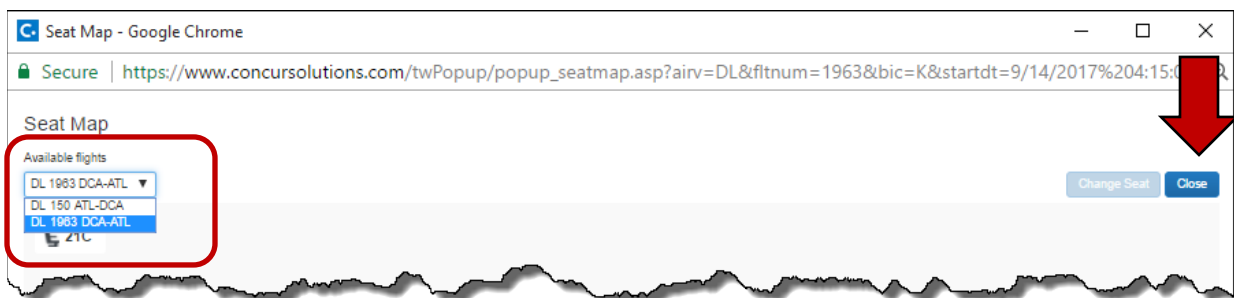 C. Seat Map - Google Chrome
Secure https://www.concursolutions.com/twPopup/popup_seatmap.asp?airv=DL&fltnum=1963&bic=K&startdt=9/14/2017%204:15:0
Seat Map
Available flights
DL 1963 DCA-ATL
Change Seat Close
DL 150 ATL-DCA
DL 1963 DCA-ATL
21C